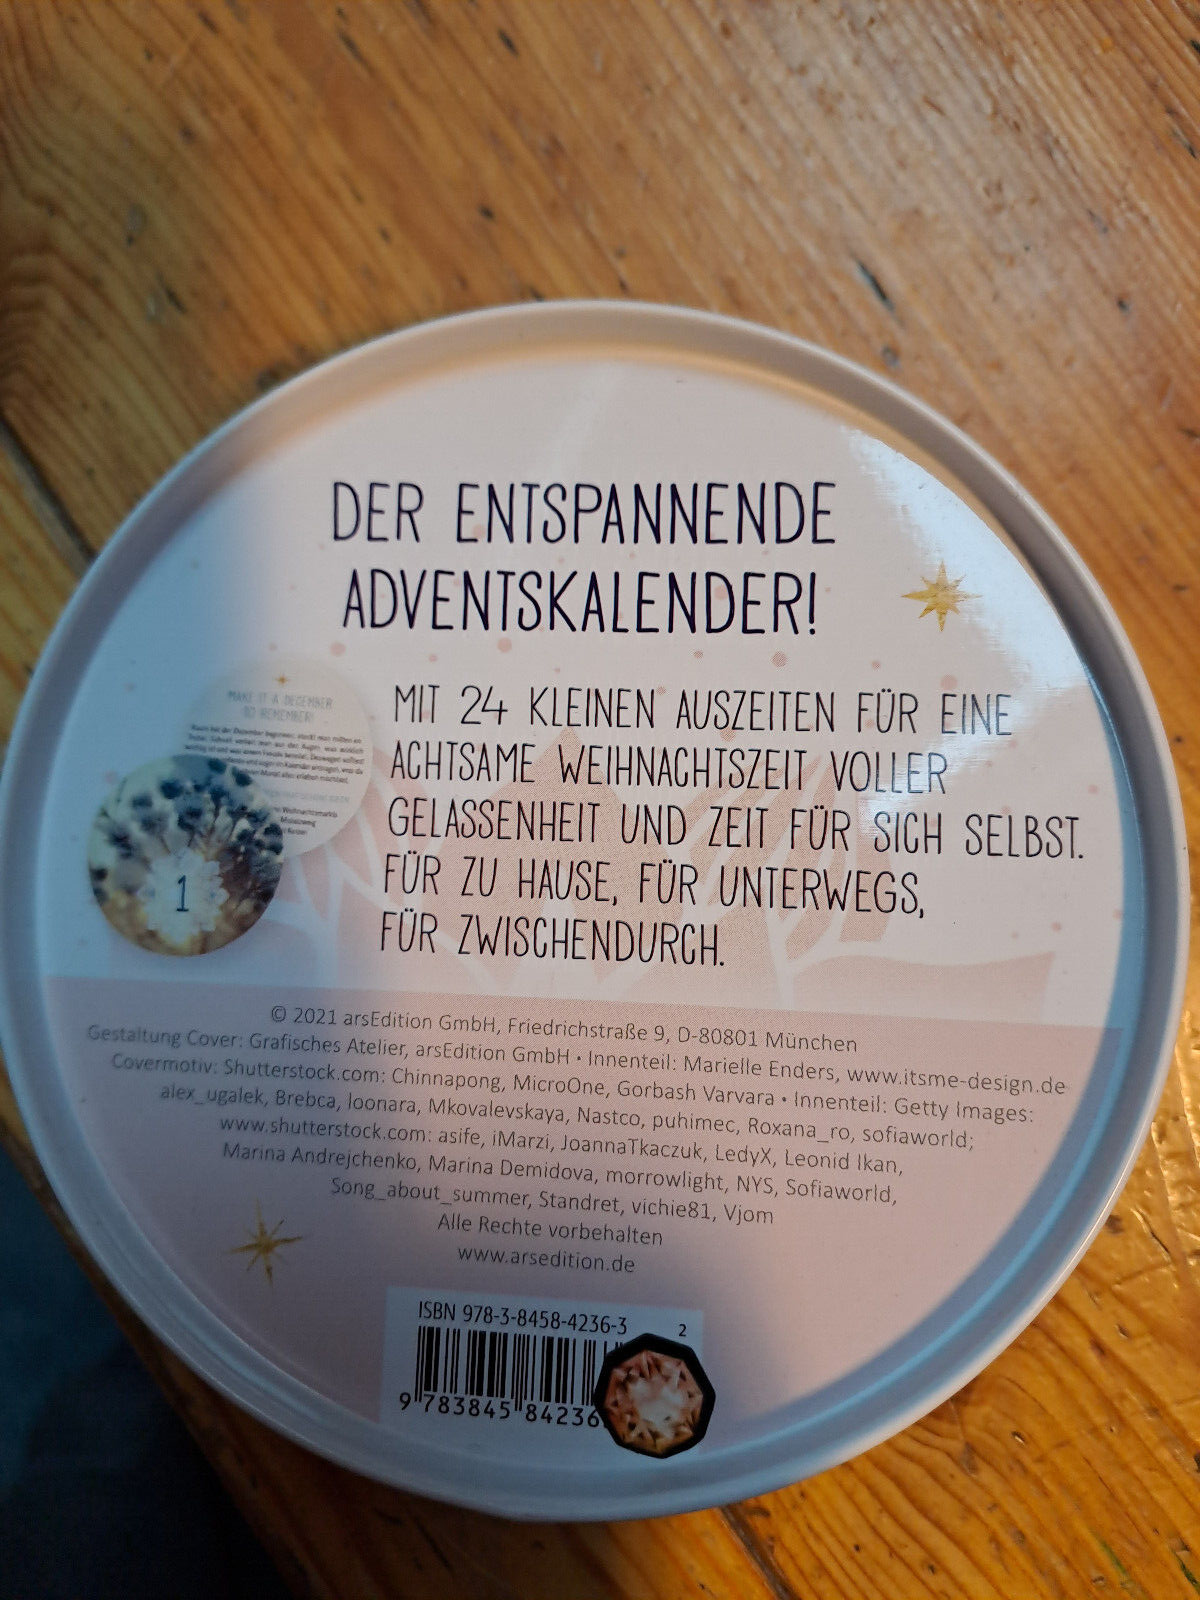 DER ENTSPANNENDE
ADVENTSKALENDER!
MAKE IT A DECEMBER
TO REMEMBER!
1
MIT 24 KLEINEN AUSZEITEN FÜR EINE
ACHTSAME WEIHNACHTSZEIT VOLLER
GELASSENHEIT UND ZEIT FÜR SICH SELBST.
FÜR ZU HAUSE, FÜR UNTERWEGS,
FÜR ZWISCHENDURCH.
© 2021 arsEdition GmbH, Friedrichstraße 9, D-80801 München
Gestaltung Cover: Grafisches Atelier, arsEdition GmbH • Innenteil: Marielle Enders, www.itsme-design.de
Covermotiv: Shutterstock.com: Chinnapong, MicroOne, Gorbash Varvara • Innenteil: Getty Images:
alex_ugalek, Brebca, loonara, Mkovalevskaya, Nastco, puhimec, Roxana_ro, sofiaworld;
www.shutterstock.com: asife, iMarzi, JoannaTkaczuk, LedyX, Leonid Ikan,
Marina Andrejchenko, Marina Demidova, morrowlight, NYS, Sofiaworld,
Song_about_summer, Standret, vichie81, Vjom
Alle Rechte vorbehalten
www.arsedition.de
ISBN 978-3-8458-4236-3
2
9 783845 84236